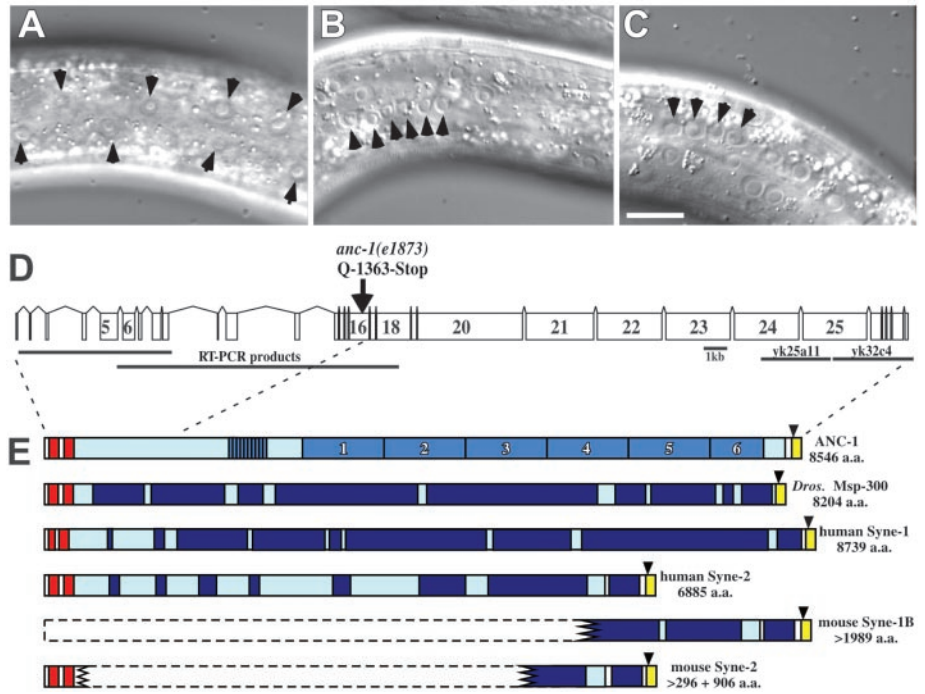 A
B
C
D
anc-1(e1873)
Q-1363-Stop
5
6
16
18
20
21
22
23
24
25
RT-PCR products
1kb
yk25a11
yk32c4
E
1
2
3
4
5
6
ANC-1
8546 a.a.
Dros. Msp-300
8204 a.a.
human Syne-1
8739 a.a.
human Syne-2
6885 a.a.
mouse Syne-1B
>1989 a.a.
mouse Syne-2
>296 + 906 a.a.